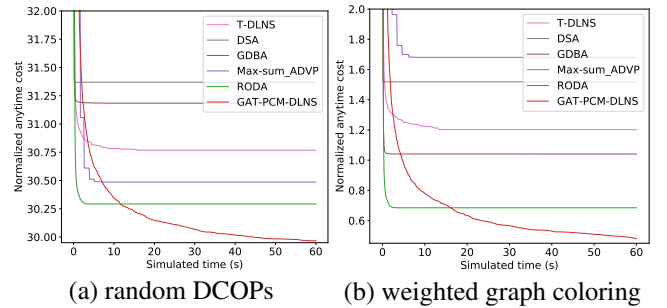 32.00
31.75
31.50
31.25
31.00
30.75
30.50
30.25
30.00
Normalized anytime cost
T-DLNS
DSA
GDBA
Max-sum_ADVP
RODA
GAT-PCM-DLNS
0 10 20 30 40 50 60
Simulated time (s)
(a) random DCOPs
2.0
1.8
1.6
1.4
1.2
1.0
0.8
0.6
Normalized anytime cost
T-DLNS
DSA
GDBA
Max-sum_ADVP
RODA
GAT-PCM-DLNS
0 10 20 30 40 50 60
Simulated time (s)
(b) weighted graph coloring